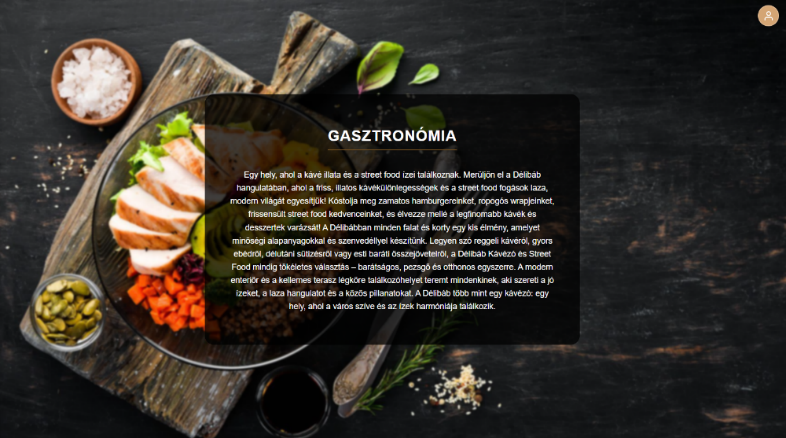 GASZTRONÓMIA
Egy hely, ahol a kávé illata és a street food ízei találkoznak. Merüljön el a Délibáb
hangulatában, ahol a friss, illatos kávékülönlegességek és a street food fogások laza,
modern világát egyesítjük! Kóstolja meg zamatos hamburgereinket, ropogós wrapjeinket,
frissensült street food kedvenceinket, és élvezze mellé a legfinomabb kávék és
desszertek varázsát! A Délibábban minden falat és korty egy kis élmény, amelyet
minőségi alapanyagokkal és szenvedéllyel készítünk. Legyen szó reggeli kávéról, gyors
ebédről, délutáni sütizésről vagy esti baráti összejövetelről, a Délibáb Kávézó és Street
Food mindig tökéletes választás – barátságos, pezsgő és otthonos egyszerre. A modern
enteriőr és a kellemes terasz légköre találkozóhelyet teremt mindenkinek, aki szereti a jó
ízeket, a laza hangulatot és a közös pillanatokat. A Délibáb több mint egy kávézó: egy
hely, ahol a város szíve és az ízek harmóniája találkozik.